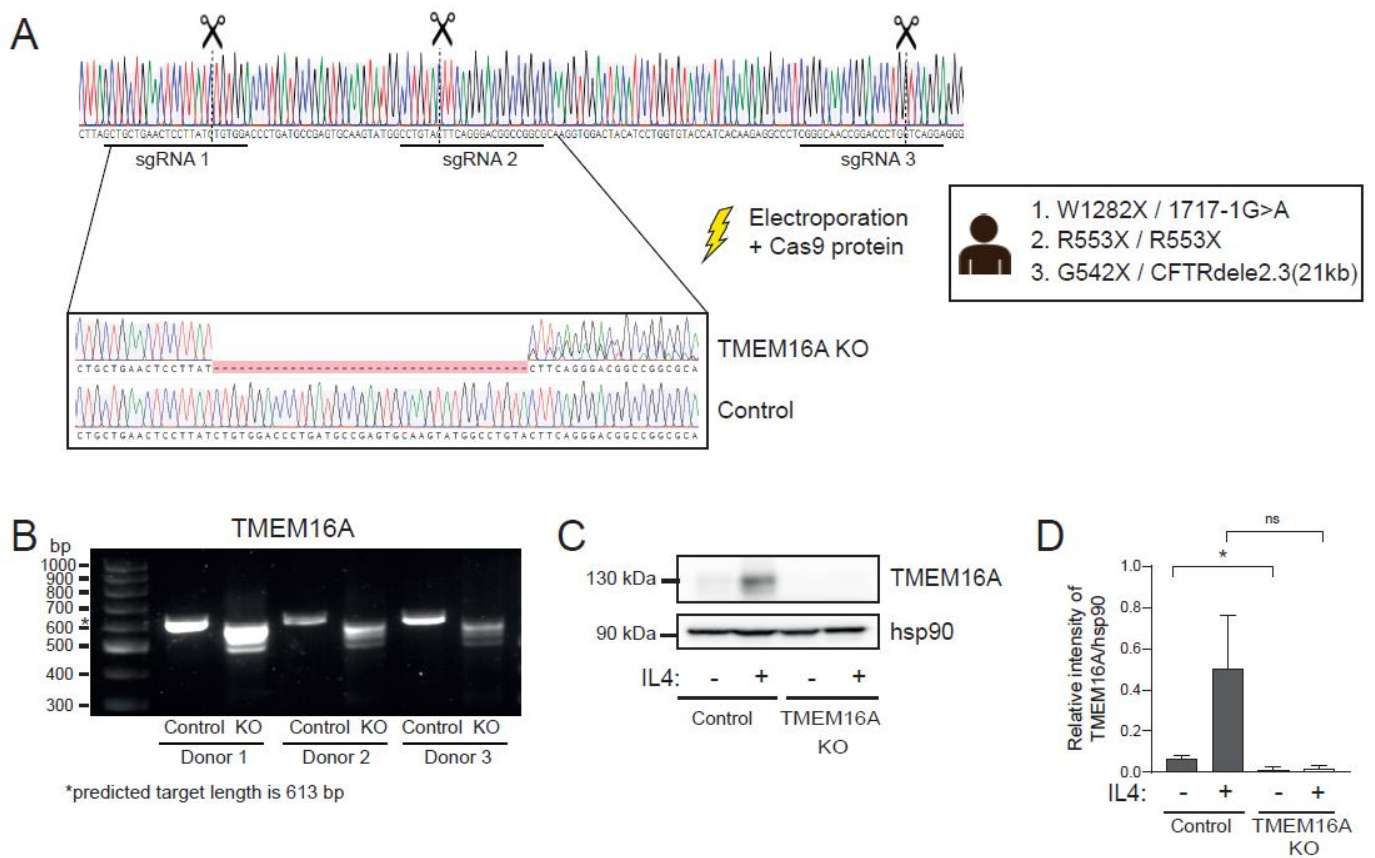 A
CTTAGCTGCTGAACTCCTTATCTGTGGACCCTGATGCCGAGTGCAAGTATGGCCTGTACTTCAGGGACGGCCGGCGCAAGGTGGACTACATCCTGGTGTACCATCACAAGAGGCCCTCGGGCAACCGGACCCTGGTCAGGAGGG
sgRNA 1 sgRNA 2 sgRNA 3
Electroporation
+ Cas9 protein
1. W1282X / 1717-1G>A
2. R553X / R553X
3. G542X / CFTRdele2.3(21kb)
TMEM16A KO
CTGCTGAACTCCTTAT-----------------------------------CTTCAGGGACGGCCGGCGCA
Control
CTGCTGAACTCCTTATCTGTGGACCCTGATGCCGAGTGCAAGTATGGCCTGTACTTCAGGGACGGCCGGCGCA
B
TMEM16A
bp
1000
900
800
700
*
600
500
400
300
Control KO Control KO Control KO
Donor 1 Donor 2 Donor 3
*predicted target length is 613 bp
C
130 kDa TMEM16A
90 kDa hsp90
IL4: - + - +
Control TMEM16A
KO
D
ns
*
1.0
0.8
0.6
0.4
0.2
0.0
Relative intensity of
TMEM16A/hsp90
IL4: - + - +
Control TMEM16A
KO